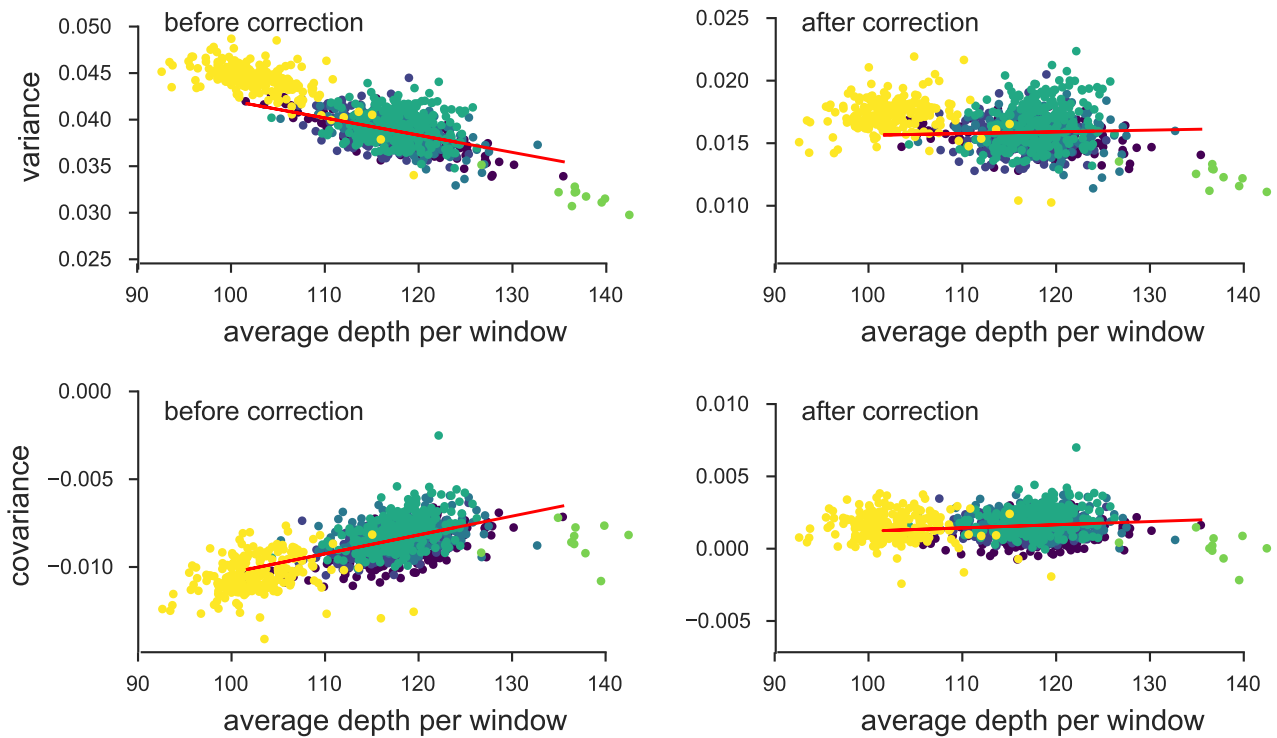 before correction
0.050
0.045
0.040
0.035
0.030
0.025
variance
90 100 110 120 130 140
average depth per window
after correction
0.025
0.020
0.015
0.010
90 100 110 120 130 140
average depth per window
before correction
0.000
−0.005
−0.010
covariance
90 100 110 120 130 140
average depth per window
after correction
0.010
0.005
0.000
−0.005
90 100 110 120 130 140
average depth per window